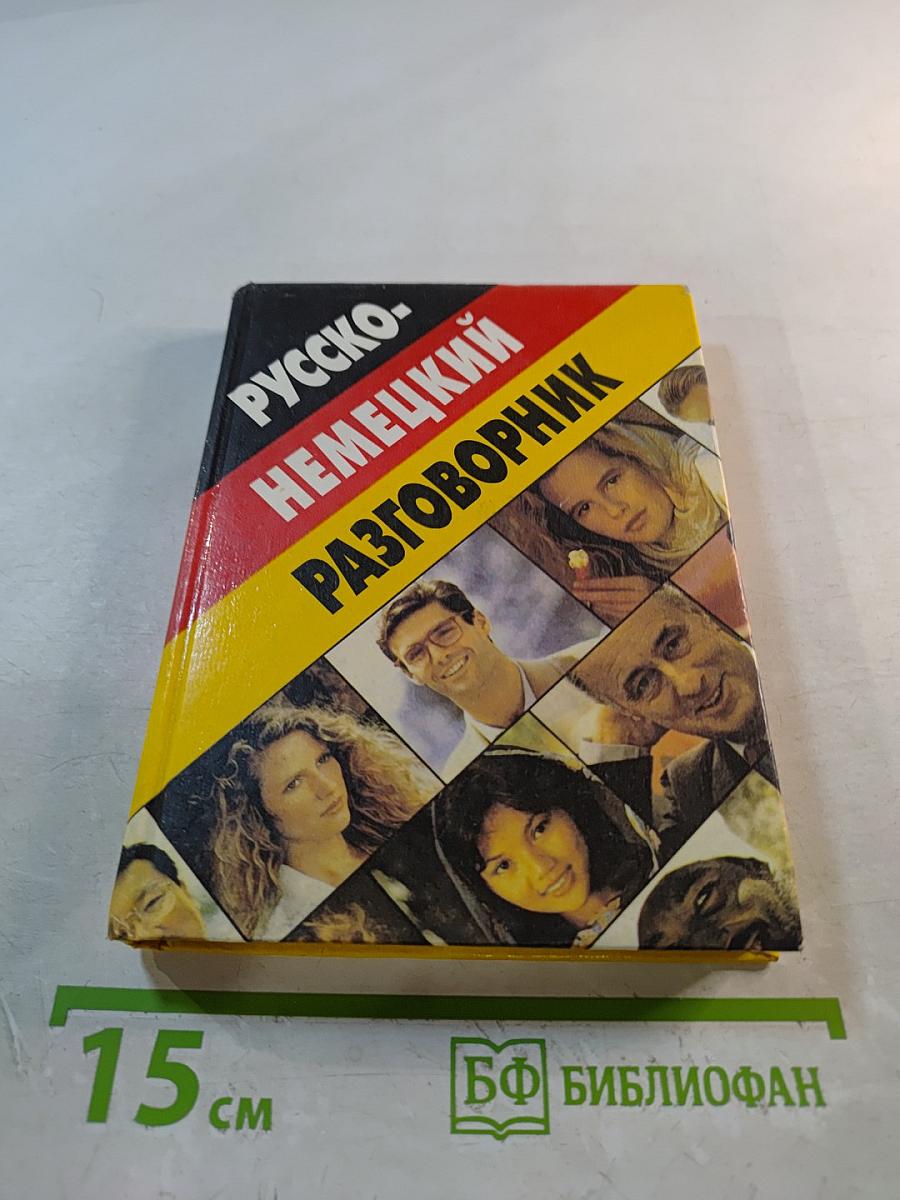 РУССКО-
НЕМЕЦКИЙ
РАЗГОВОРНИК
15 см
БФ БИБЛИОФАН